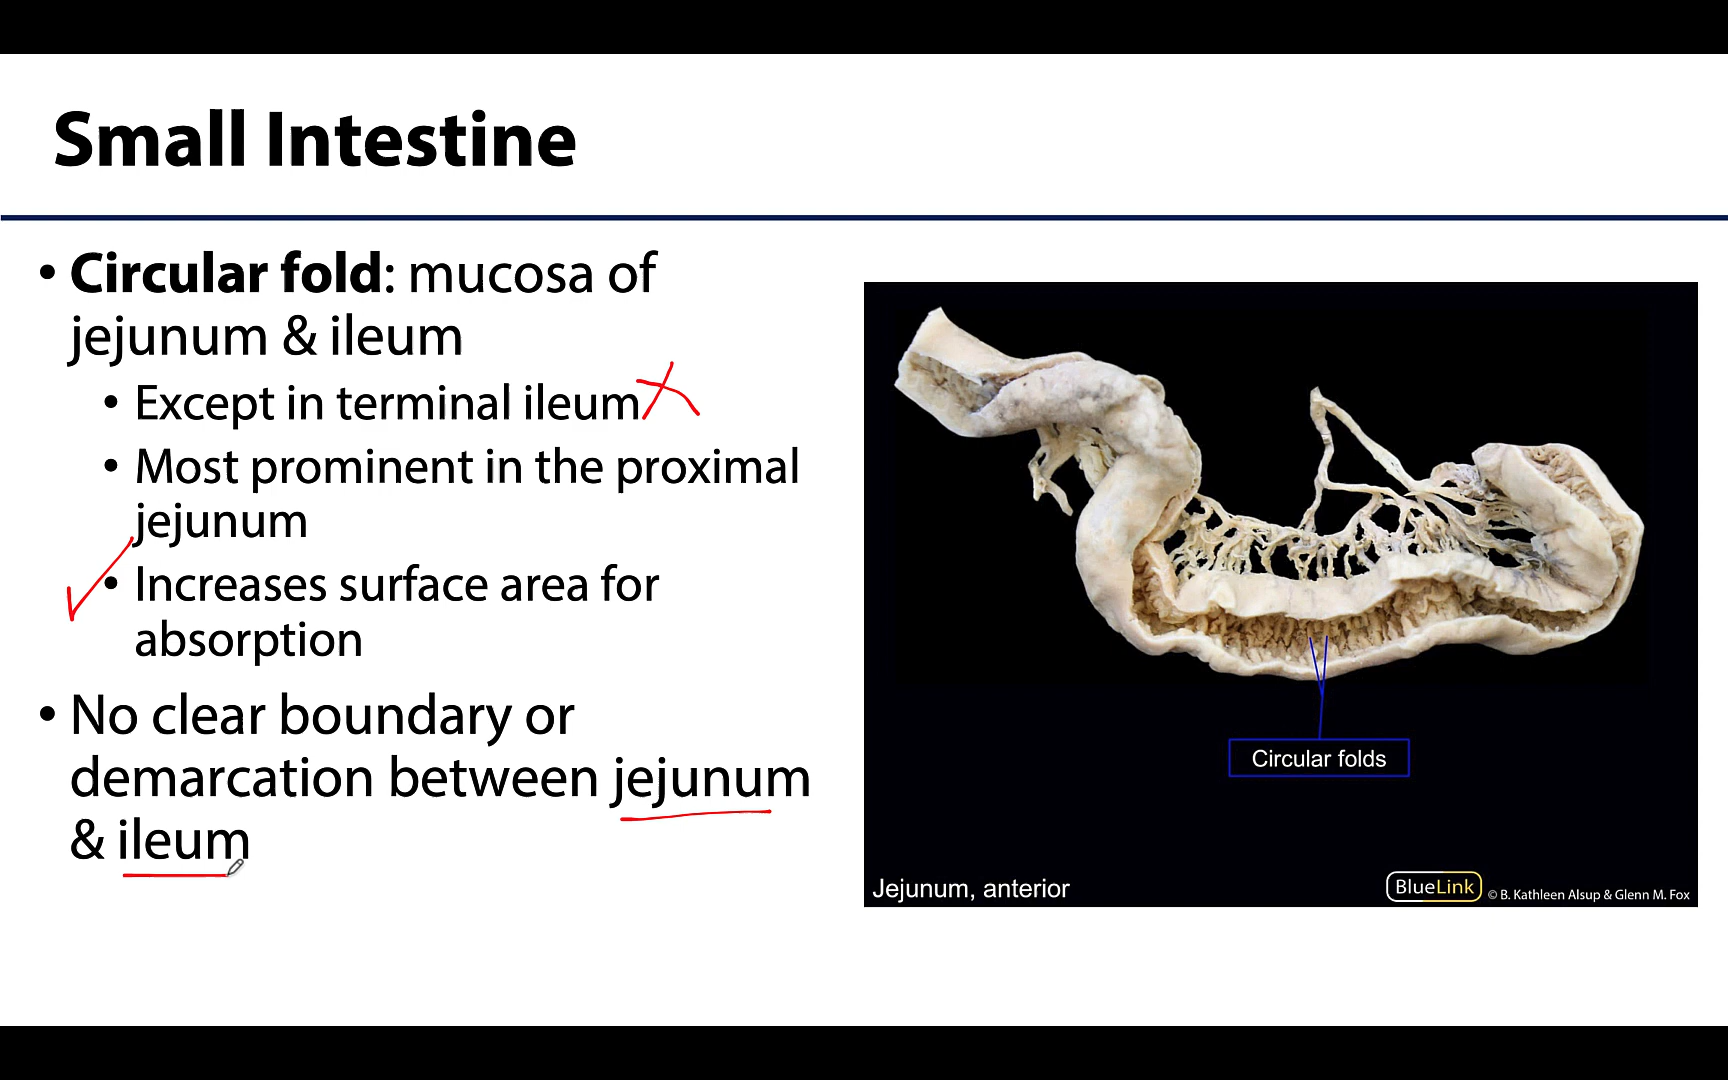 Small Intestine
• Circular fold: mucosa of
jejunum & ileum
• Except in terminal ileum
• Most prominent in the proximal
jejunum
• Increases surface area for
absorption
• No clear boundary or
demarcation between jejunum
& ileum
Circular folds
Jejunum, anterior
BlueLink © B. Kathleen Alsup & Glenn M. Fox